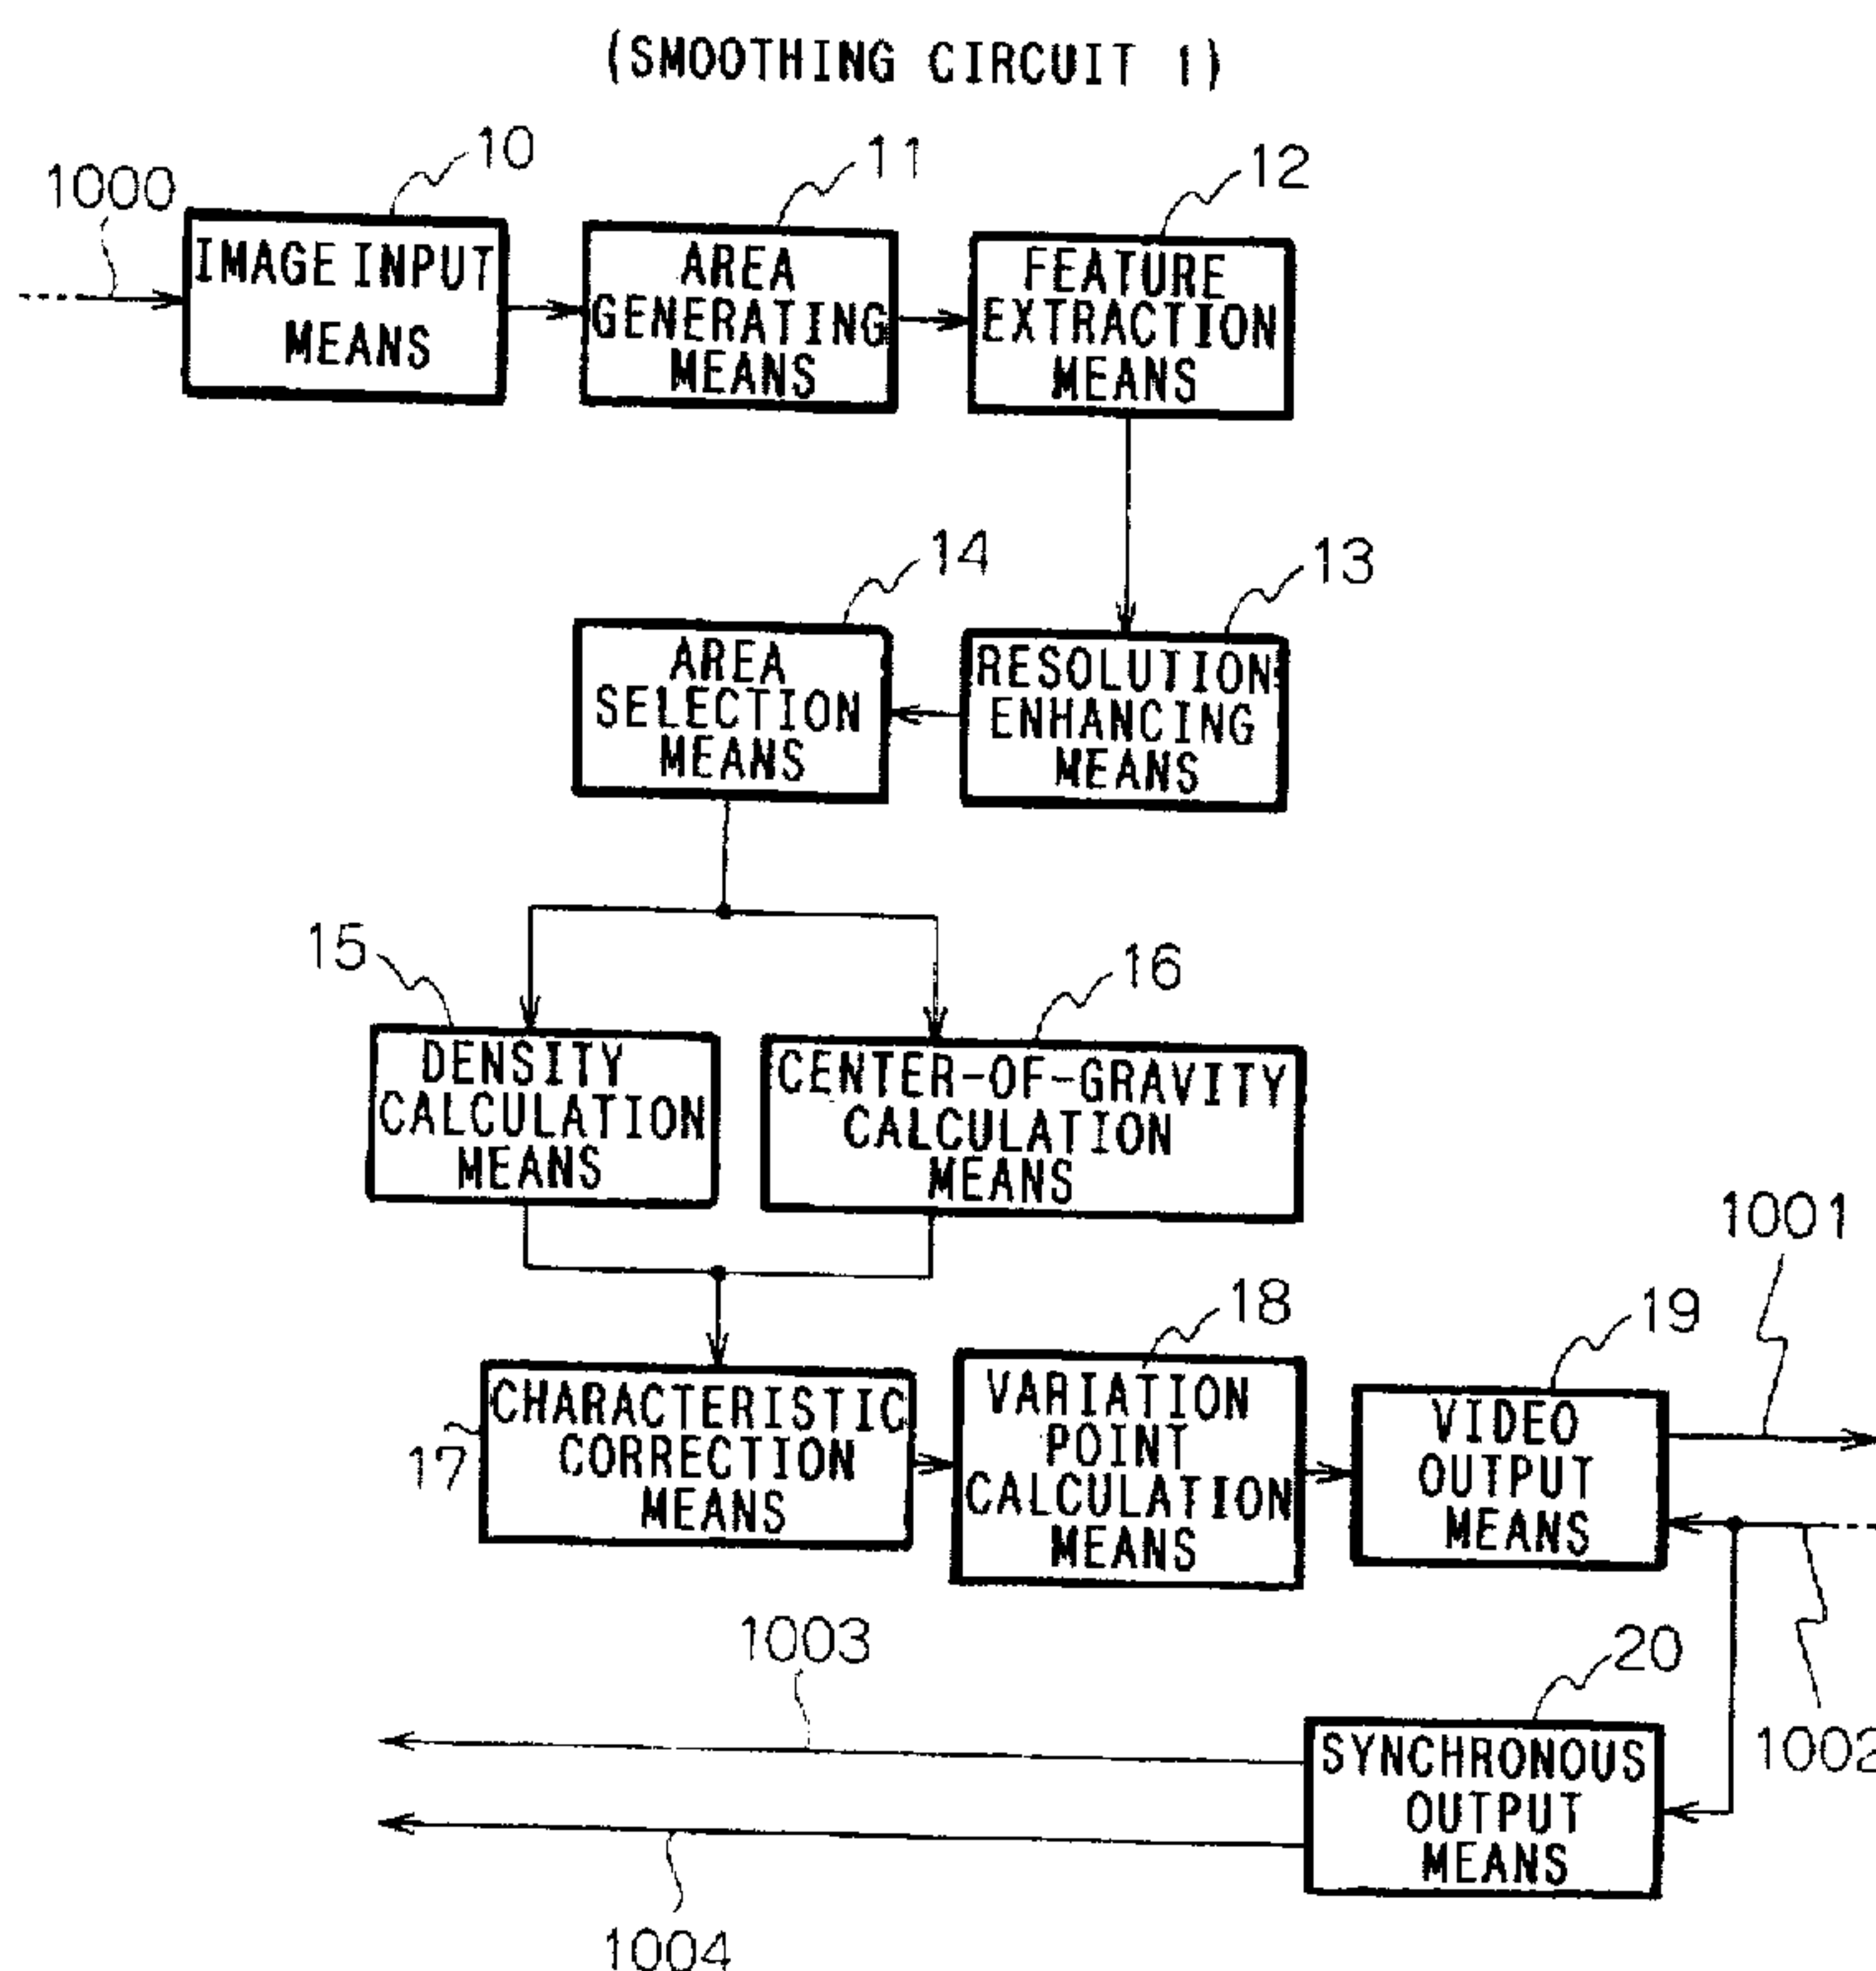 (SMOOTHING CIRCUIT 1)
1000
10
11
12
IMAGE INPUT
MEANS
AREA
GENERATING
MEANS
FEATURE
EXTRACTION
MEANS
14
13
AREA
SELECTION
MEANS
RESOLUTION
ENHANCING
MEANS
15
16
DENSITY
CALCULATION
MEANS
CENTER-OF-GRAVITY
CALCULATION
MEANS
1001
18
19
17
CHARACTERISTIC
CORRECTION
MEANS
VARIATION
POINT
CALCULATION
MEANS
VIDEO
OUTPUT
MEANS
1003
20
1002
SYNCHRONOUS
OUTPUT
MEANS
1004